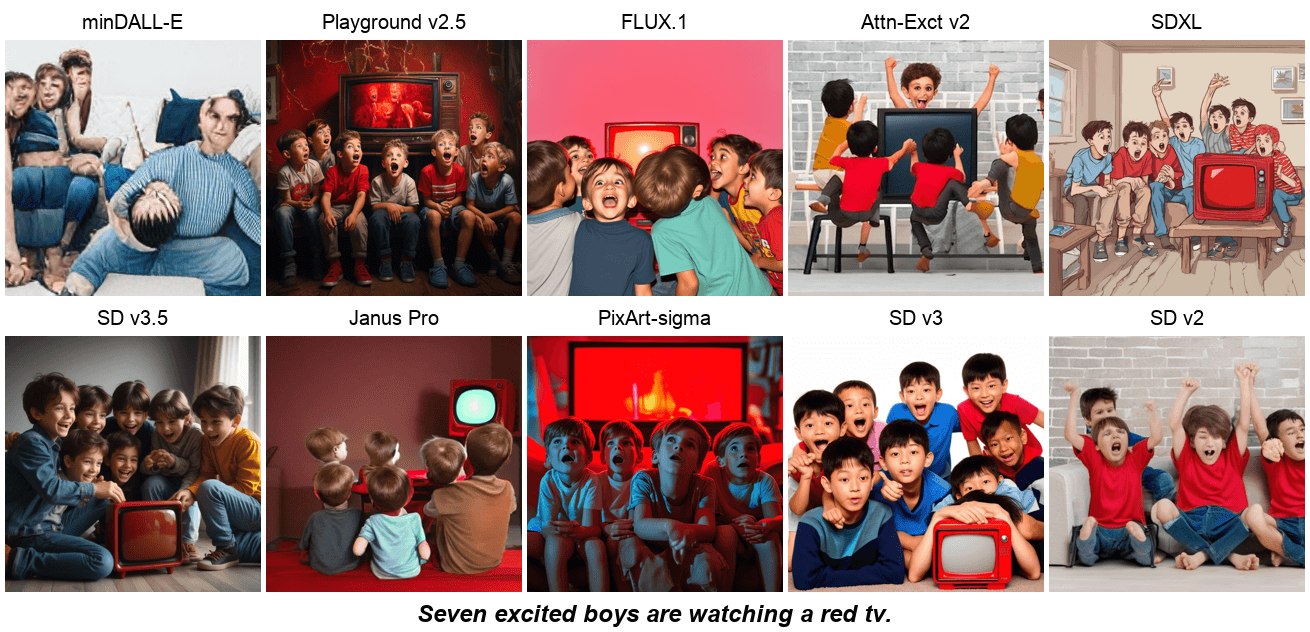 minDALL-E
Playground v2.5
FLUX.1
Attn-Exct v2
SDXL
SD v3.5
Janus Pro
PixArt-sigma
SD v3
SD v2
Seven excited boys are watching a red tv.